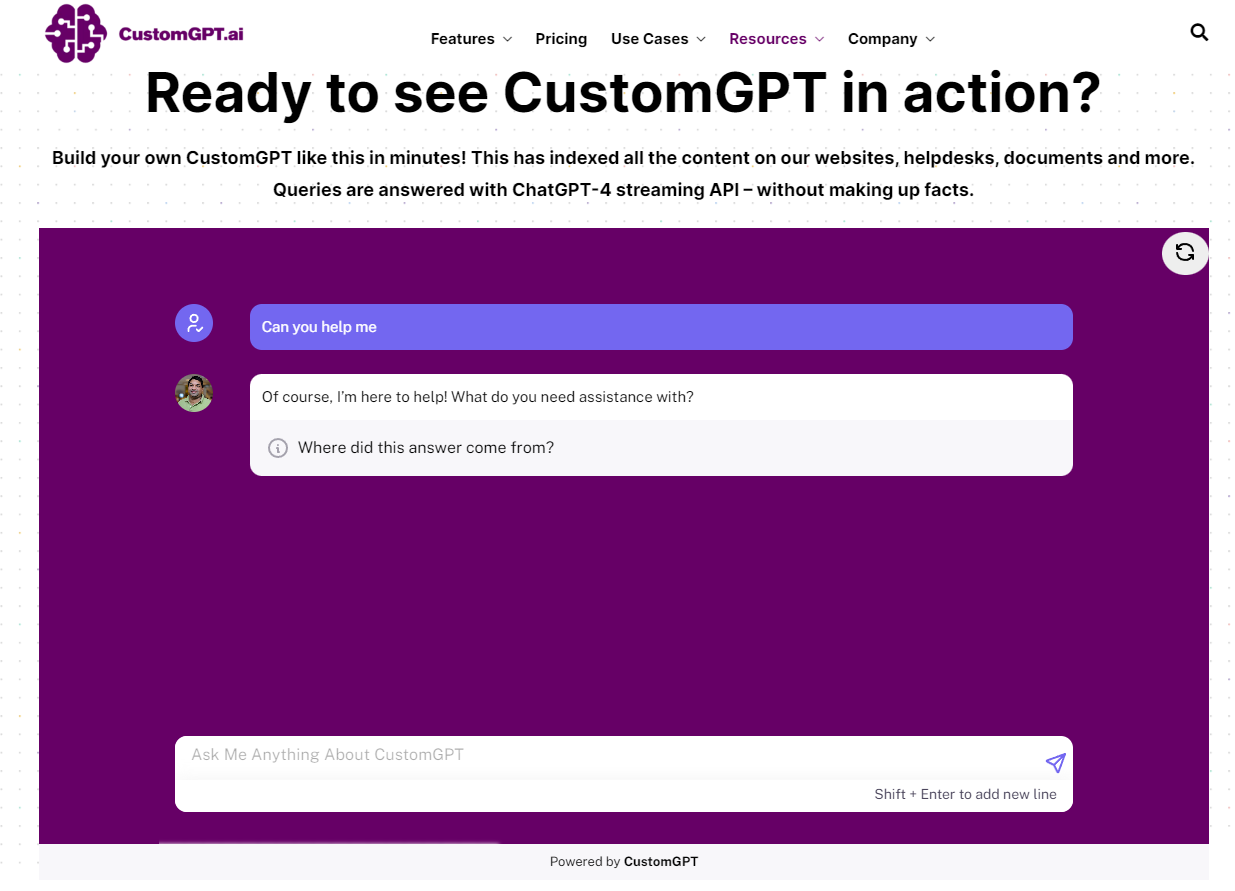 CustomGPT.ai
Features
Pricing
Use Cases
Resources
Company
Ready to see CustomGPT in action?
Build your own CustomGPT like this in minutes! This has indexed all the content on our websites, helpdesks, documents and more.
Queries are answered with ChatGPT-4 streaming API – without making up facts.
Can you help me
Of course, I'm here to help! What do you need assistance with?
Where did this answer come from?
Ask Me Anything About CustomGPT
Shift + Enter to add new line
Powered by CustomGPT